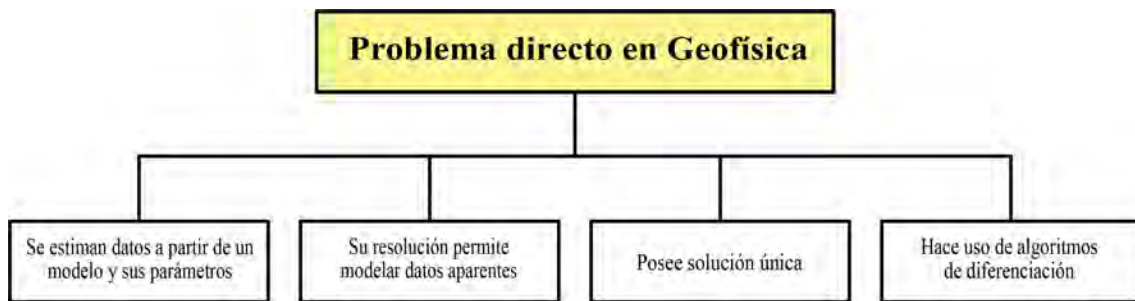 Problema directo en Geofísica
Se estiman datos a partir de un
modelo y sus parámetros
Su resolución permite
modelar datos aparentes
Posee solución única
Hace uso de algoritmos
de diferenciación